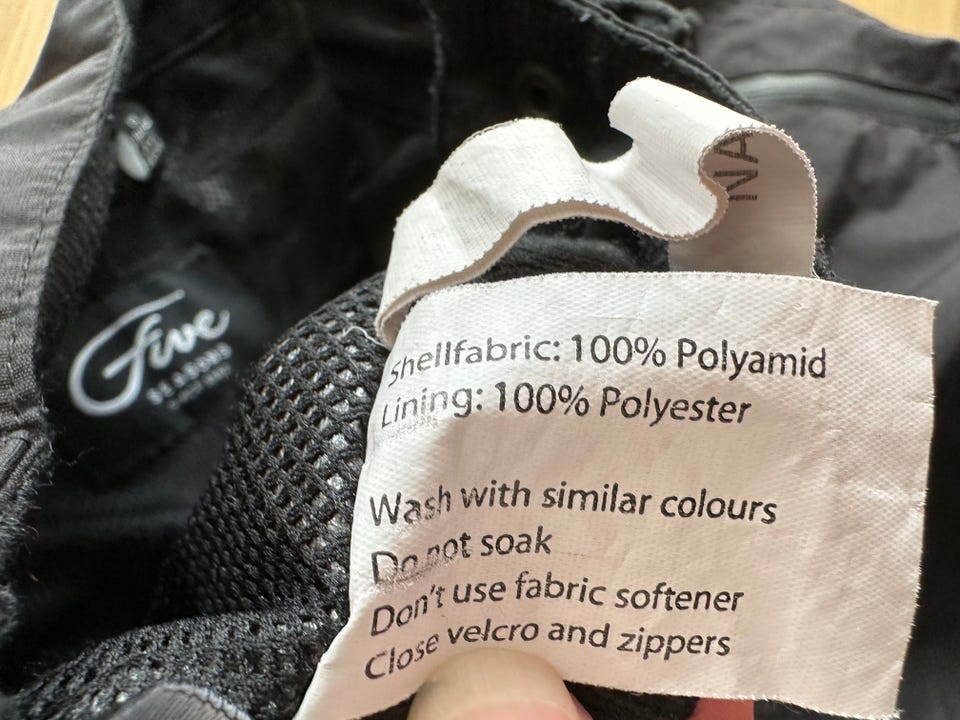 NA
Five
SEASONS
Shellfabric: 100% Polyamid
Lining: 100% Polyester
Wash with similar colours
Do not soak
Don't use fabric softener
Close velcro and zippers